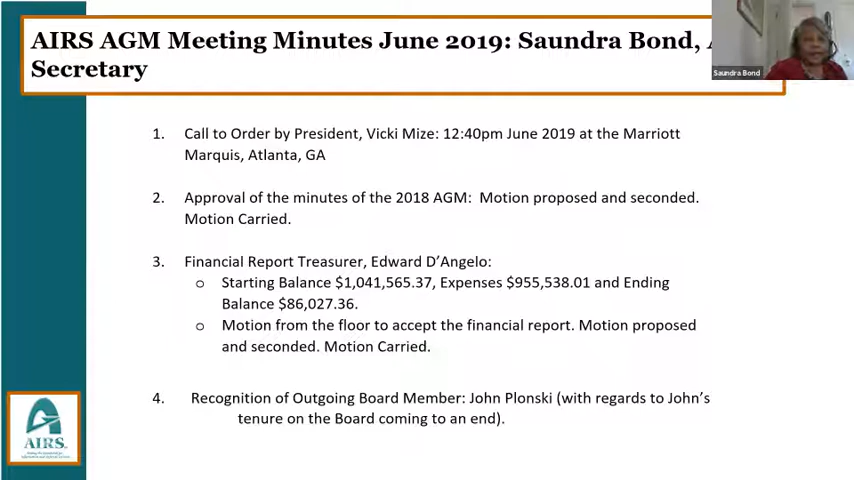 AIRS AGM Meeting Minutes June 2019: Saundra Bond,
Secretary
Saundra Bond
1. Call to Order by President, Vicki Mize: 12:40pm June 2019 at the Marriott
Marquis, Atlanta, GA
2. Approval of the minutes of the 2018 AGM: Motion proposed and seconded.
Motion Carried.
3. Financial Report Treasurer, Edward D’Angelo:
o Starting Balance $1,041,565.37, Expenses $955,538.01 and Ending
Balance $86,027.36.
o Motion from the floor to accept the financial report. Motion proposed
and seconded. Motion Carried.
4. Recognition of Outgoing Board Member: John Plonski (with regards to John’s
tenure on the Board coming to an end).
AIRS